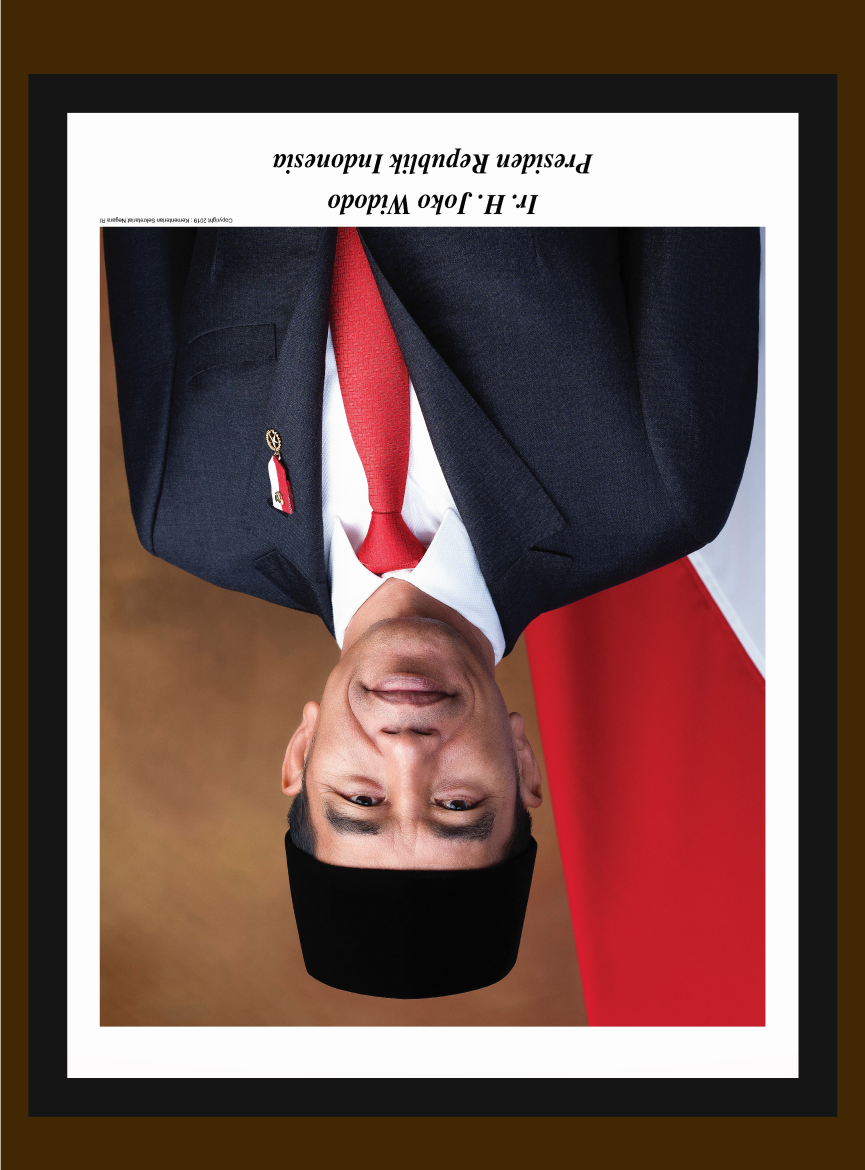 Copyright 2019 : Kementerian Sekretariat Negara RI
Ir. H. Joko Widodo
Presiden Republik Indonesia